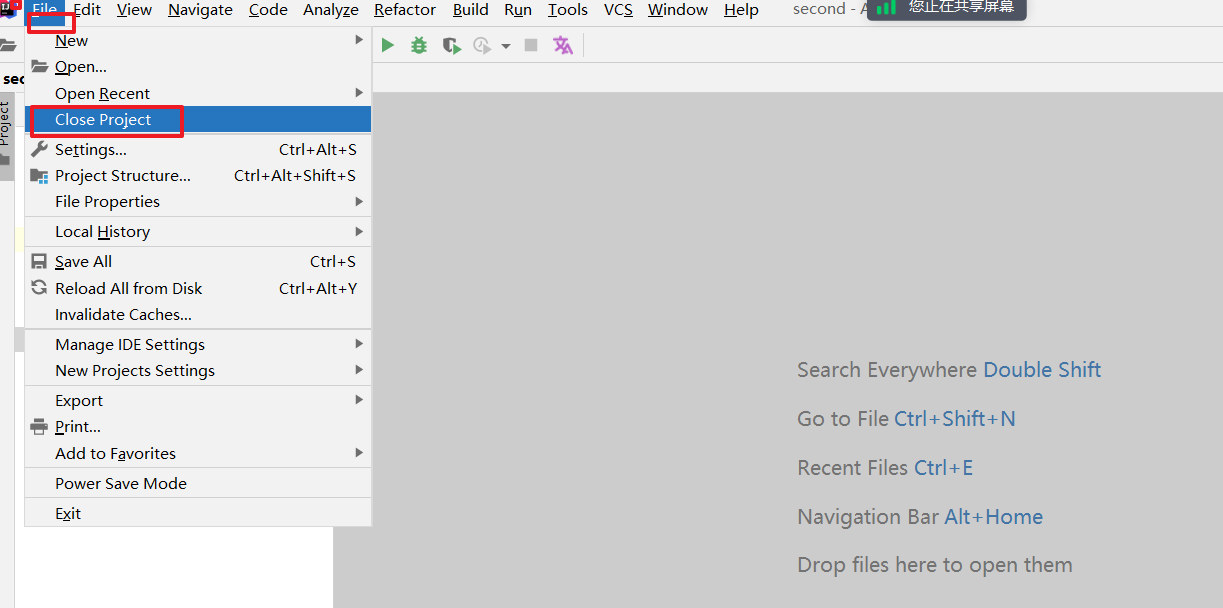 File Edit View Navigate Code Analyze Refactor Build Run Tools VCS Window Help second - 您正在共享屏幕
New
Open...
sec
Open Recent
Project
Close Project
Settings... Ctrl+Alt+S
Project Structure... Ctrl+Alt+Shift+S
File Properties
Local History
Save All Ctrl+S
Reload All from Disk Ctrl+Alt+Y
Invalidate Caches...
Manage IDE Settings
New Projects Settings
Export
Print...
Add to Favorites
Power Save Mode
Exit
Search Everywhere Double Shift
Go to File Ctrl+Shift+N
Recent Files Ctrl+E
Navigation Bar Alt+Home
Drop files here to open them